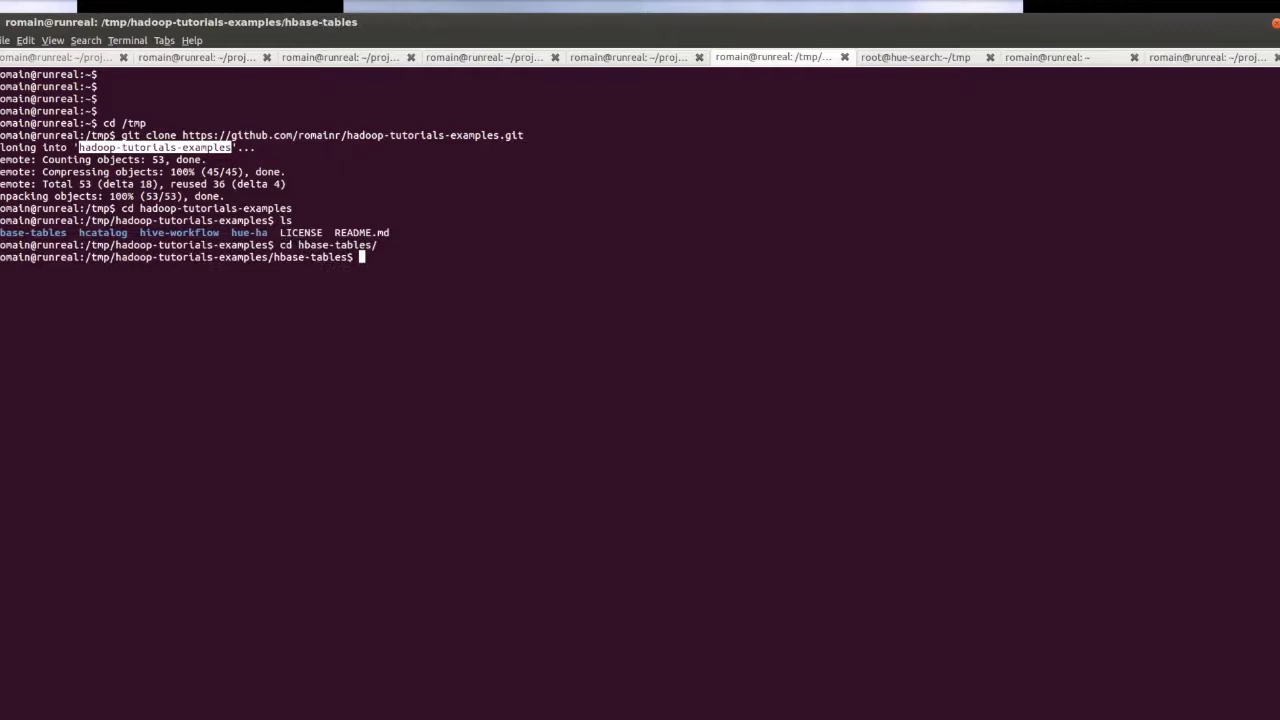 romain@runreal: /tmp/hadoop-tutorials-examples/hbase-tables
ile Edit View Search Terminal Tabs Help
romain@runreal: ~/proj... romain@runreal: ~/proj... romain@runreal: ~/proj... romain@runreal: ~/proj... romain@runreal: ~/proj... romain@runreal: /tmp/... root@hue-search:~/tmp romain@runreal: ~ romain@runreal: ~/proj...
omain@runreal:~$
omain@runreal:~$
omain@runreal:~$
omain@runreal:~$
omain@runreal:~$ cd /tmp
omain@runreal:/tmp$ git clone https://github.com/romainr/hadoop-tutorials-examples.git
loning into 'hadoop-tutorials-examples'...
emote: Counting objects: 53, done.
emote: Compressing objects: 100% (45/45), done.
emote: Total 53 (delta 18), reused 36 (delta 4)
npacking objects: 100% (53/53), done.
omain@runreal:/tmp$ cd hadoop-tutorials-examples
omain@runreal:/tmp/hadoop-tutorials-examples$ ls
base-tables hcatalog hive-workflow hue-ha LICENSE README.md
omain@runreal:/tmp/hadoop-tutorials-examples$ cd hbase-tables/
omain@runreal:/tmp/hadoop-tutorials-examples/hbase-tables$